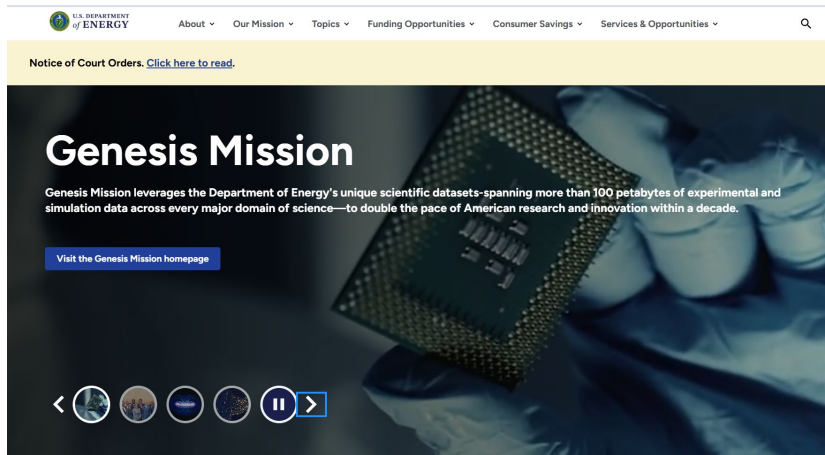 U.S. DEPARTMENT
of ENERGY
About
Our Mission
Topics
Funding Opportunities
Consumer Savings
Services & Opportunities
Notice of Court Orders. Click here to read.
Genesis Mission
Genesis Mission leverages the Department of Energy's unique scientific datasets-spanning more than 100 petabytes of experimental and
simulation data across every major domain of science—to double the pace of American research and innovation within a decade.
Visit the Genesis Mission homepage